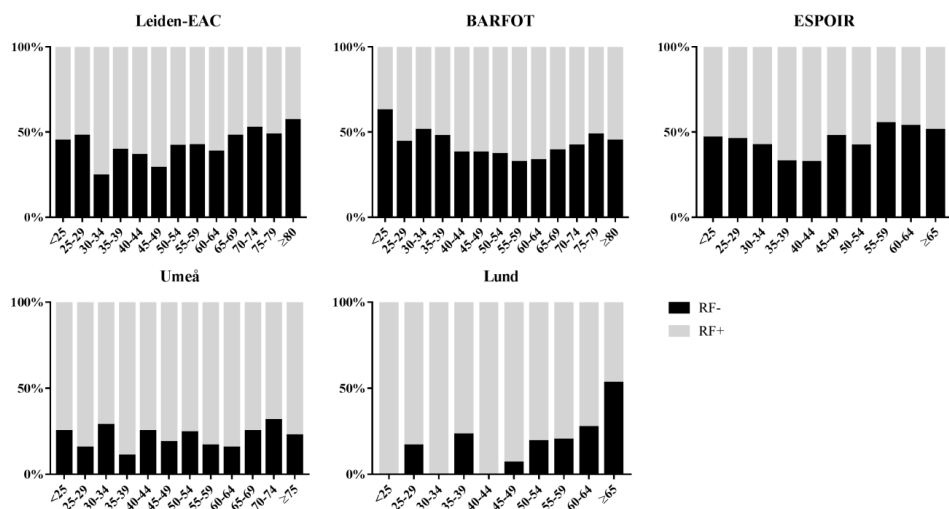 Leiden-EAC
100%
50%
0%
<25 25-29 30-34 35-39 40-44 45-49 50-54 55-59 60-64 65-69 70-74 75-79 ≥80
BARFOT
100%
50%
0%
<25 25-29 30-34 35-39 40-44 45-49 50-54 55-59 60-64 65-69 70-74 75-79 ≥80
ESPOIR
100%
50%
0%
<25 25-29 30-34 35-39 40-44 45-49 50-54 55-59 60-64 ≥65
Umeå
100%
50%
0%
<25 25-29 30-34 35-39 40-44 45-49 50-54 55-59 60-64 65-69 70-74 ≥75
Lund
100%
50%
0%
<25 25-29 30-34 35-39 40-44 45-49 50-54 55-59 60-64 ≥65
RF-
RF+